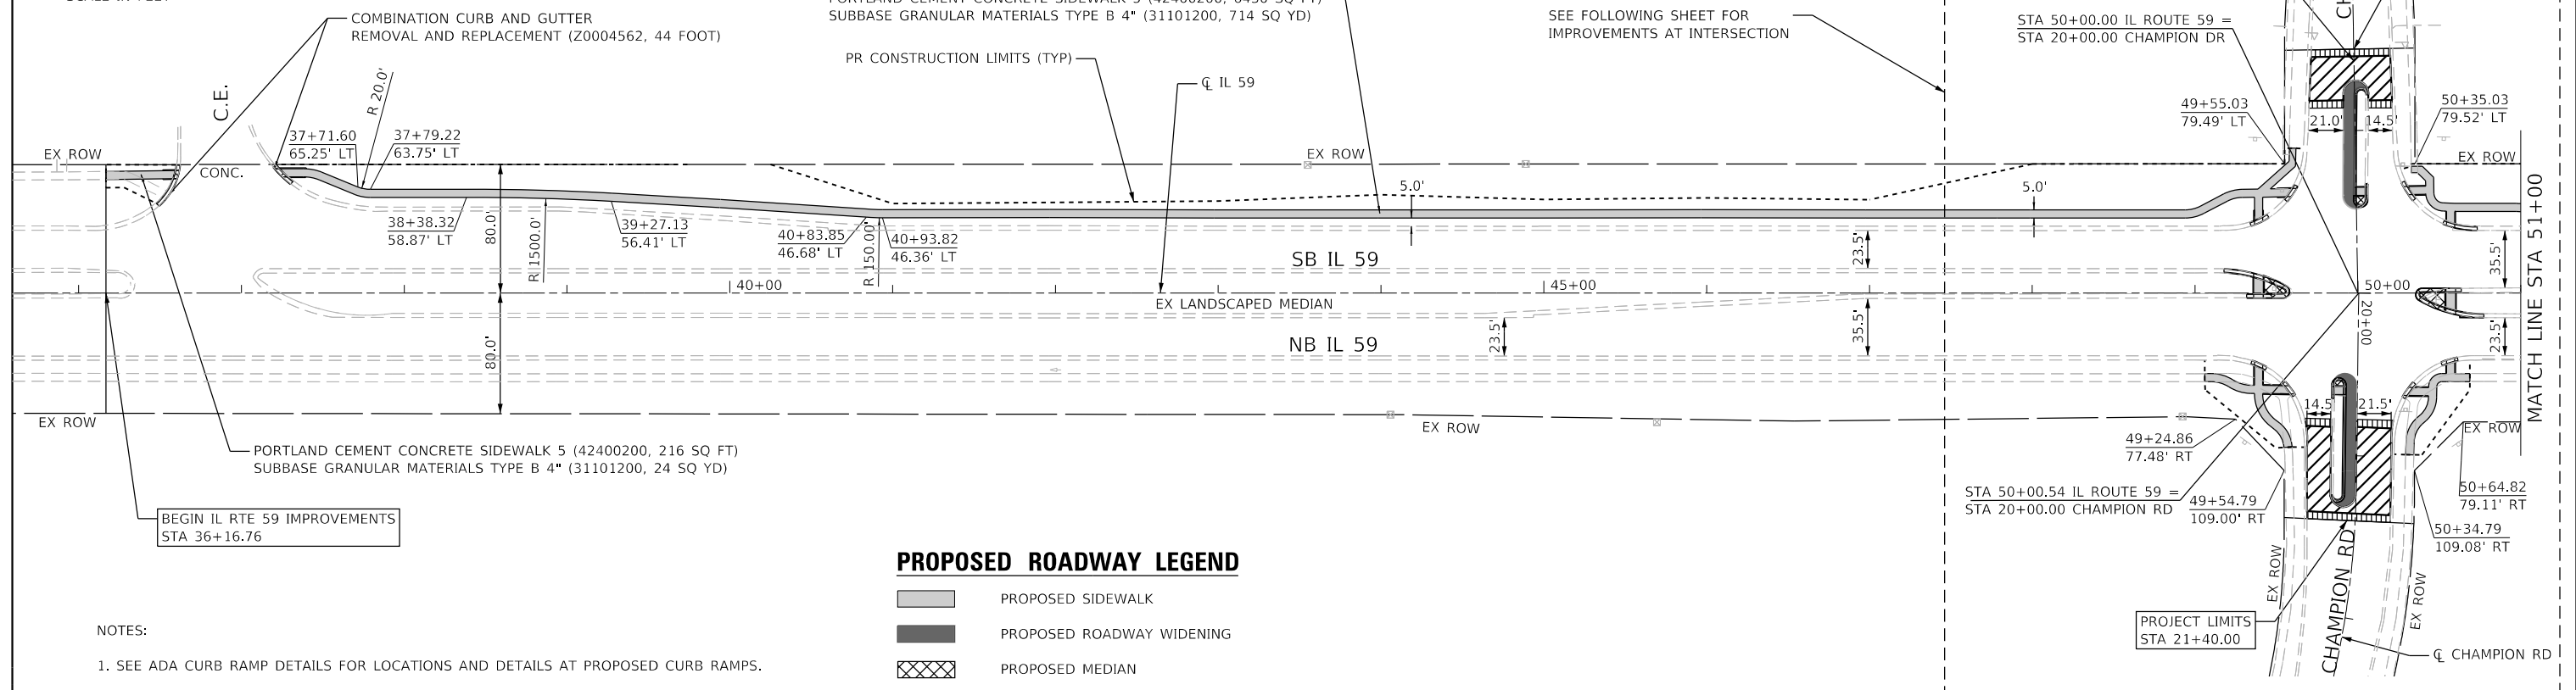 COMBINATION CURB AND GUTTER
REMOVAL AND REPLACEMENT (Z0004562, 44 FOOT)
SUBBASE GRANULAR MATERIALS TYPE B 4" (31101200, 714 SQ YD)
PR CONSTRUCTION LIMITS (TYP)
℄ IL 59
SEE FOLLOWING SHEET FOR
IMPROVEMENTS AT INTERSECTION
STA 50+00.00 IL ROUTE 59 =
STA 20+00.00 CHAMPION DR
C.E.
R 20.0'
37+71.60
65.25' LT
37+79.22
63.75' LT
EX ROW
CONC.
EX ROW
49+55.03
79.49' LT
21.0'
14.5'
50+35.03
79.52' LT
EX ROW
80.0'
38+38.32
58.87' LT
R 1500.0'
39+27.13
56.41' LT
40+83.85
46.68' LT
R 150.00'
40+93.82
46.36' LT
5.0'
5.0'
SB IL 59
23.5'
35.5'
40+00
45+00
50+00
EX LANDSCAPED MEDIAN
20+00
80.0'
23.5'
35.5'
23.5'
NB IL 59
MATCH LINE STA 51+00
EX ROW
EX ROW
14.5'
21.5'
EX ROW
49+24.86
77.48' RT
PORTLAND CEMENT CONCRETE SIDEWALK 5 (42400200, 216 SQ FT)
SUBBASE GRANULAR MATERIALS TYPE B 4" (31101200, 24 SQ YD)
STA 50+00.54 IL ROUTE 59 =
STA 20+00.00 CHAMPION RD
49+54.79
109.00' RT
50+64.82
79.11' RT
50+34.79
109.08' RT
BEGIN IL RTE 59 IMPROVEMENTS
STA 36+16.76
EX ROW
CHAMPION RD
EX ROW
PROJECT LIMITS
STA 21+40.00
℄ CHAMPION RD
PROPOSED ROADWAY LEGEND
PROPOSED SIDEWALK
PROPOSED ROADWAY WIDENING
PROPOSED MEDIAN
NOTES:
1. SEE ADA CURB RAMP DETAILS FOR LOCATIONS AND DETAILS AT PROPOSED CURB RAMPS.